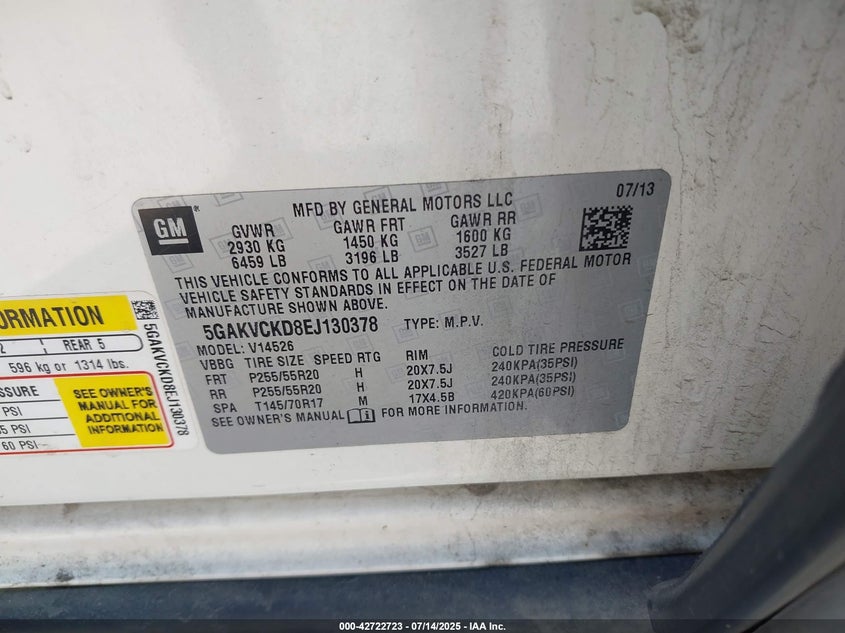 MFD BY GENERAL MOTORS LLC
07/13
GM
GVWR GAWR FRT GAWR RR
2930 KG 1450 KG 1600 KG
6459 LB 3196 LB 3527 LB
THIS VEHICLE CONFORMS TO ALL APPLICABLE U.S. FEDERAL MOTOR
VEHICLE SAFETY STANDARDS IN EFFECT ON THE DATE OF
MANUFACTURE SHOWN ABOVE.
5GAKVCKD8EJ130378 TYPE: M.P.V.
MODEL: V14526
VBBG TIRE SIZE SPEED RTG RIM COLD TIRE PRESSURE
FRT P255/55R20 H 20X7.5J 240KPA(35PSI)
RR P255/55R20 H 20X7.5J 240KPA(35PSI)
SPA T145/70R17 M 17X4.5B 420KPA(60PSI)
SEE OWNER'S MANUAL i FOR MORE INFORMATION.
ORMATION
2 REAR 5
596 kg or 1314 lbs.
SSURE
PSI
5 PSI
60 PSI
SEE OWNER'S
MANUAL FOR
ADDITIONAL
INFORMATION
5GAKVCKD8EJ130378
000-42722723 / 07/14/2025 - IAA Inc.